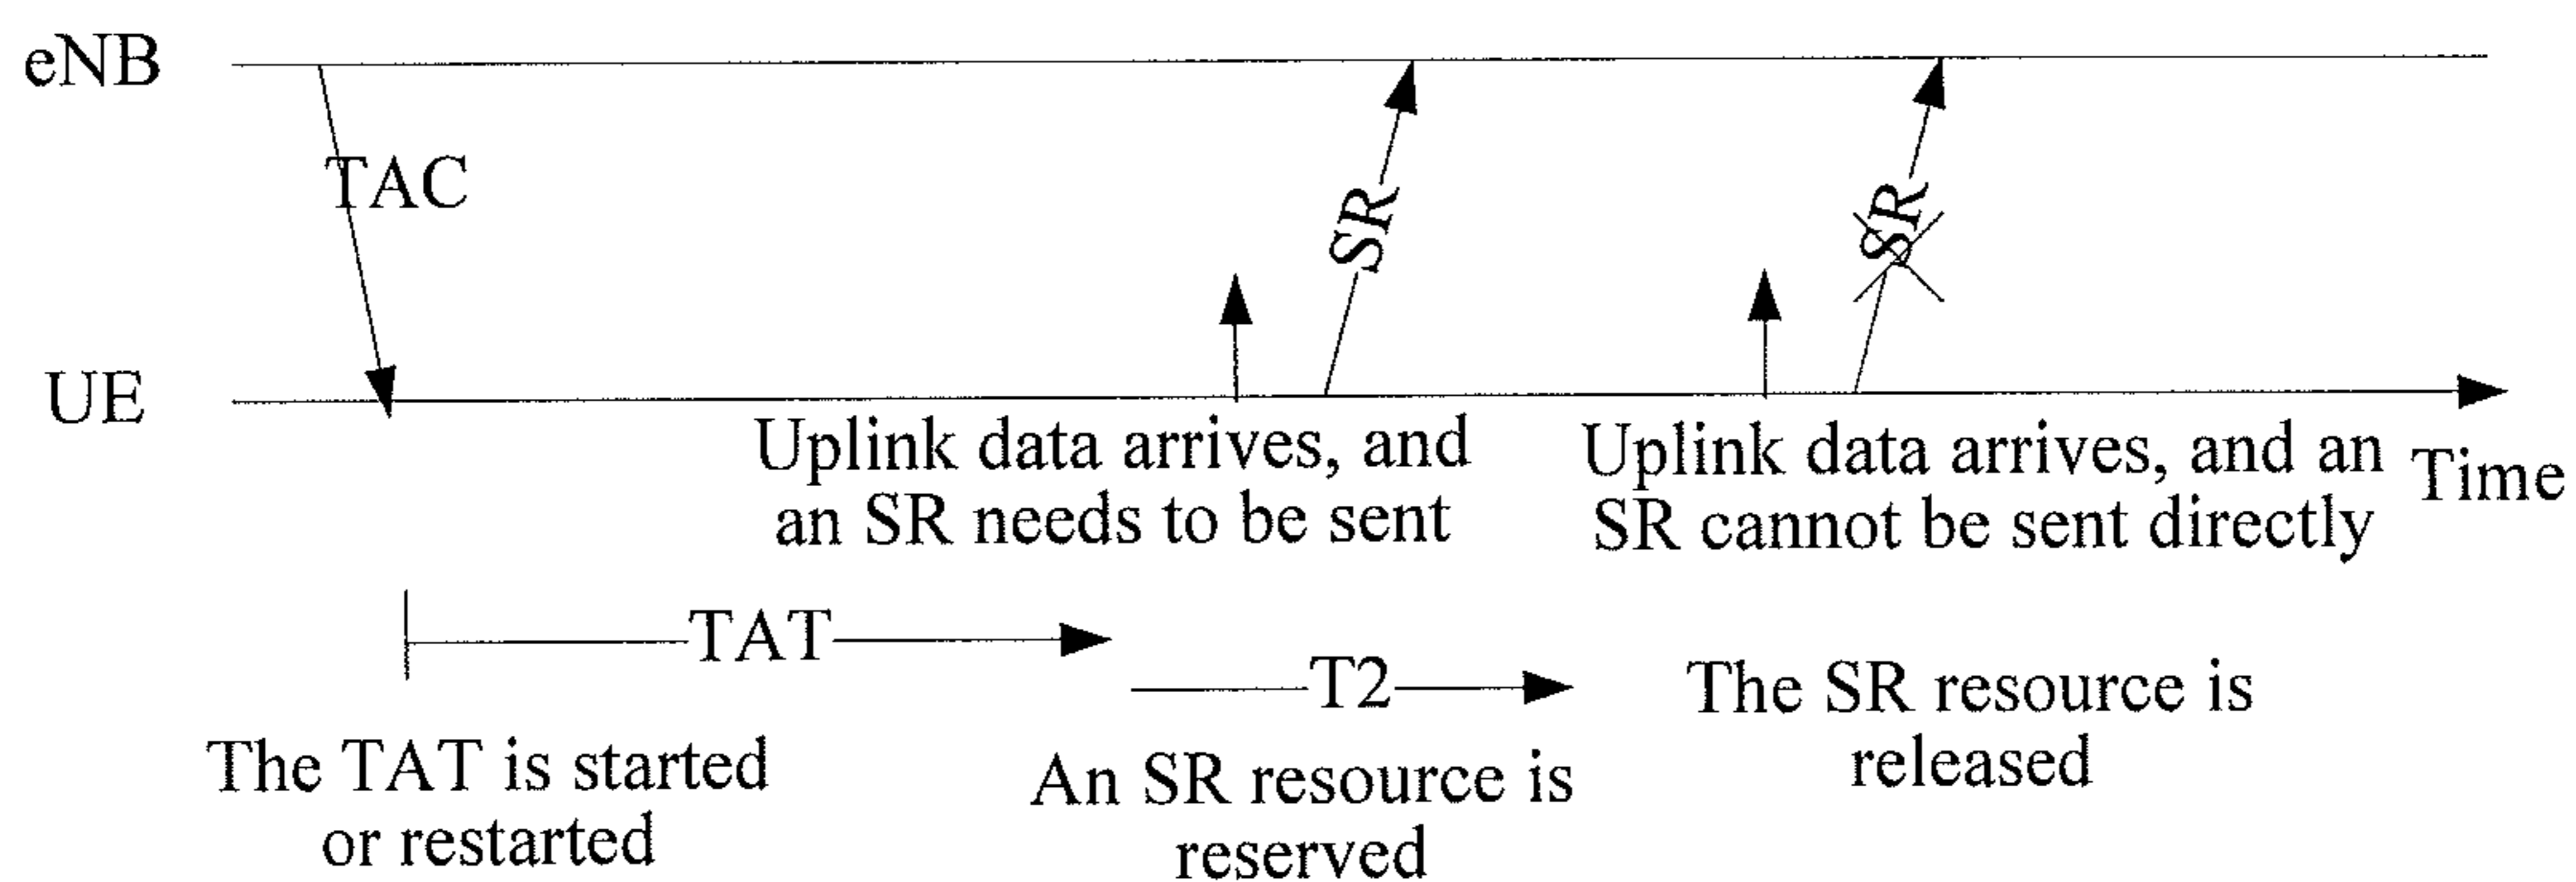 eNB
TAC
SR
SR
UE
Uplink data arrives, and
an SR needs to be sent
Uplink data arrives, and an
SR cannot be sent directly
Time
TAT
T2
The TAT is started
or restarted
An SR resource is
reserved
The SR resource is
released